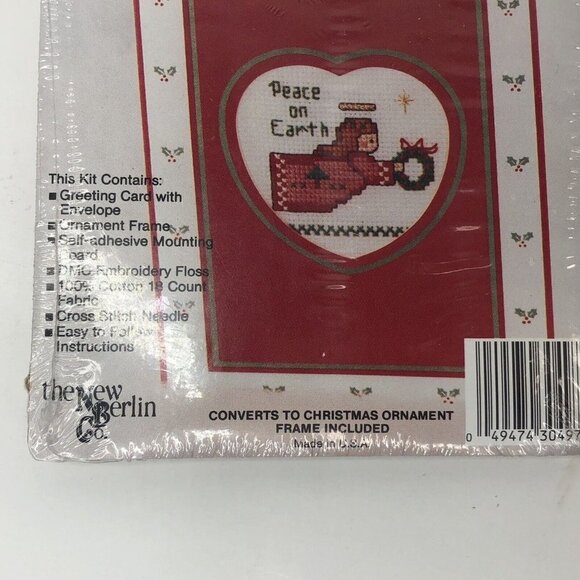 Peace
on
Earth
This Kit Contains:
■ Greeting Card with
Envelope
■ Ornament Frame
■ Self-adhesive Mounting
Board
■ DMC Embroidery Floss
■ 100% Cotton 18 Count
Fabric
■ Cross Stitch Needle
■ Easy to Follow
Instructions
the New
Berlin
Co.
CONVERTS TO CHRISTMAS ORNAMENT
FRAME INCLUDED
Made in U.S.A.
0 49474 30497